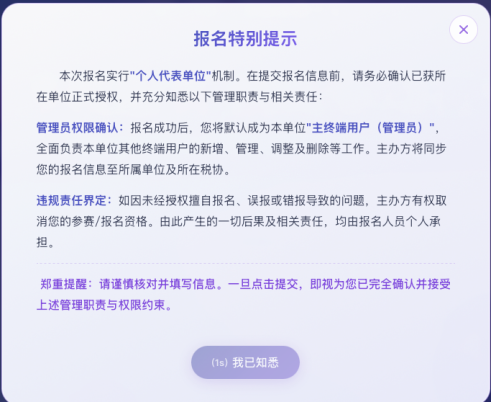 报名特别提示
本次报名实行"个人代表单位"机制。在提交报名信息前，请务必确认已获所
在单位正式授权，并充分知悉以下管理职责与相关责任：
管理员权限确认：报名成功后，您将默认成为本单位"主终端用户（管理员）"，
全面负责本单位其他终端用户的新增、管理、调整及删除等工作。主办方将同步
您的报名信息至所属单位及所在税协。
违规责任界定：如因未经授权擅自报名、误报或错报导致的问题，主办方有权取
消您的参赛/报名资格。由此产生的一切后果及相关责任，均由报名人员个人承
担。
郑重提醒：请谨慎核对并填写信息。一旦点击提交，即视为您已完全确认并接受
上述管理职责与权限约束。
(1s) 我已知悉